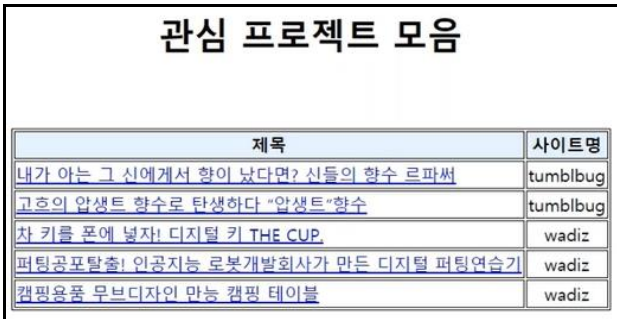 관심 프로젝트 모음
제목 사이트명
내가 아는 그 신에게서 향이 났다면? 신들의 향수 르파써 tumblbug
고흐의 압생트 향수로 탄생하다 "압생트"향수 tumblbug
차 키를 폰에 넣자! 디지털 키 THE CUP. wadiz
퍼팅공포탈출! 인공지능 로봇개발회사가 만든 디지털 퍼팅연습기 wadiz
캠핑용품 무브디자인 만능 캠핑 테이블 wadiz